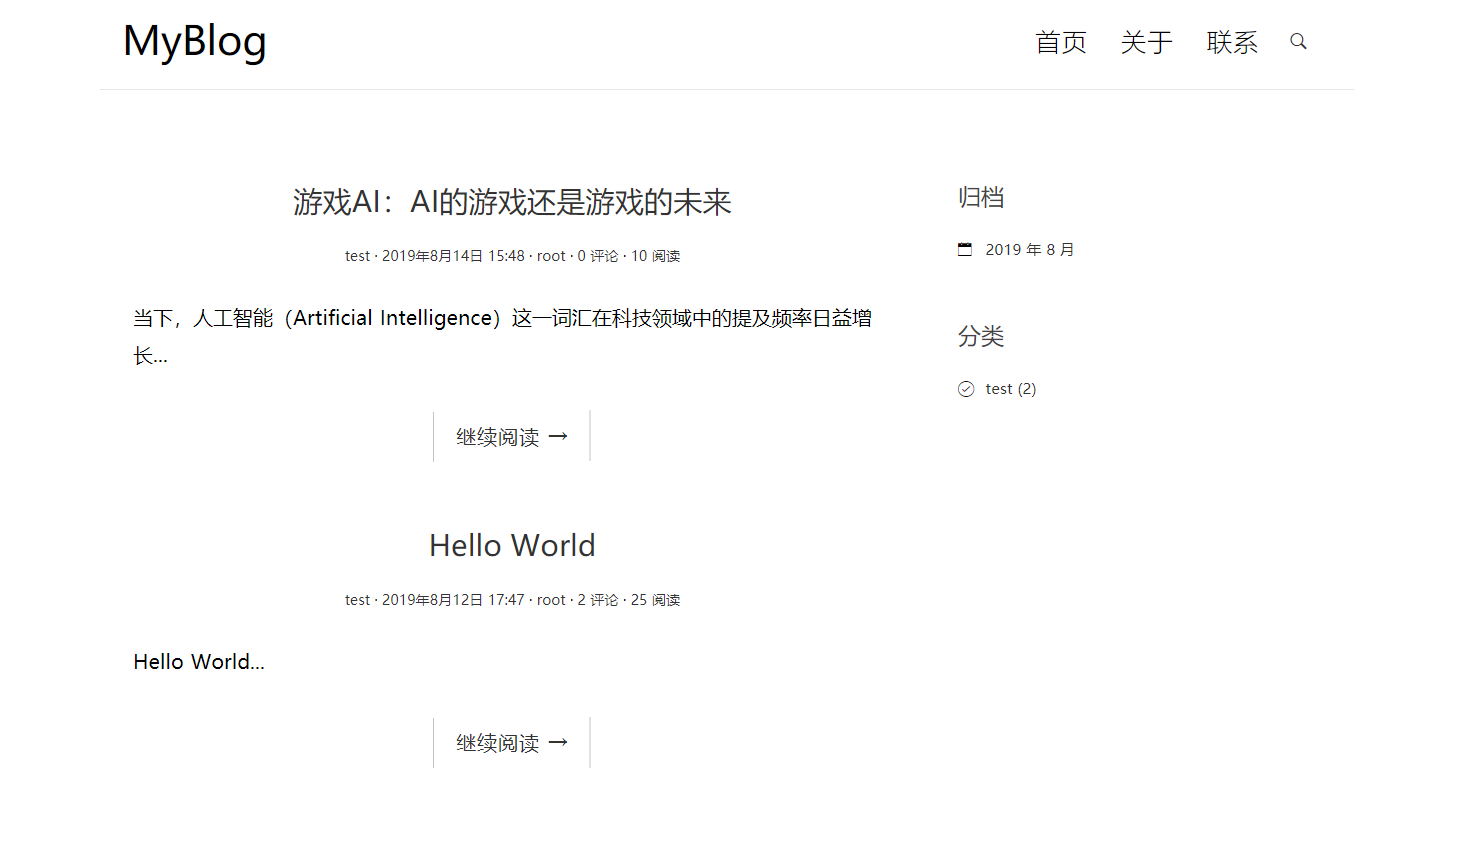 MyBlog
首页 关于 联系
游戏AI：AI的游戏还是游戏的未来
test · 2019年8月14日 15:48 · root · 0 评论 · 10 阅读
当下，人工智能（Artificial Intelligence）这一词汇在科技领域中的提及频率日益增
长...
继续阅读 →
Hello World
test · 2019年8月12日 17:47 · root · 2 评论 · 25 阅读
Hello World...
继续阅读 →
归档
2019 年 8 月
分类
test (2)